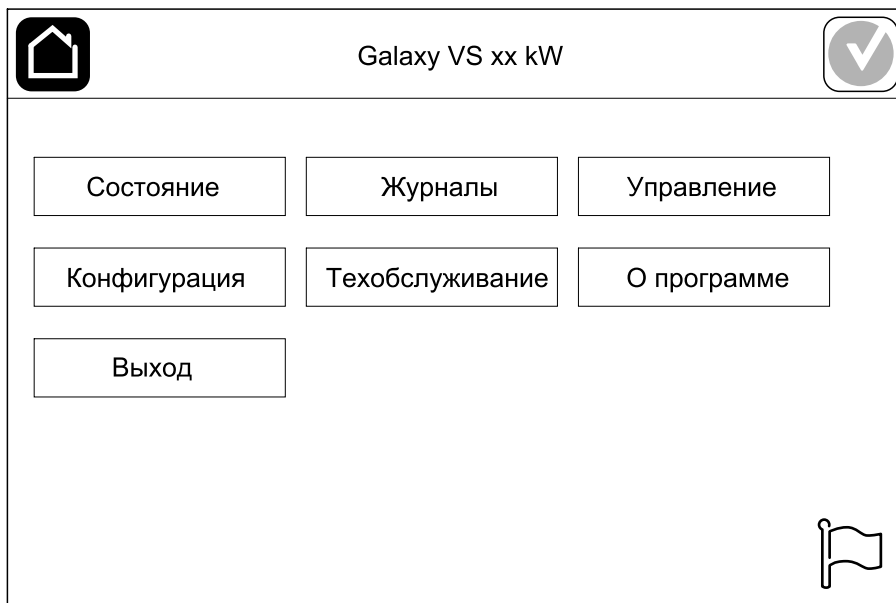 Galaxy VS xx kW
Состояние Журналы Управление
Конфигурация Техобслуживание О программе
Выход